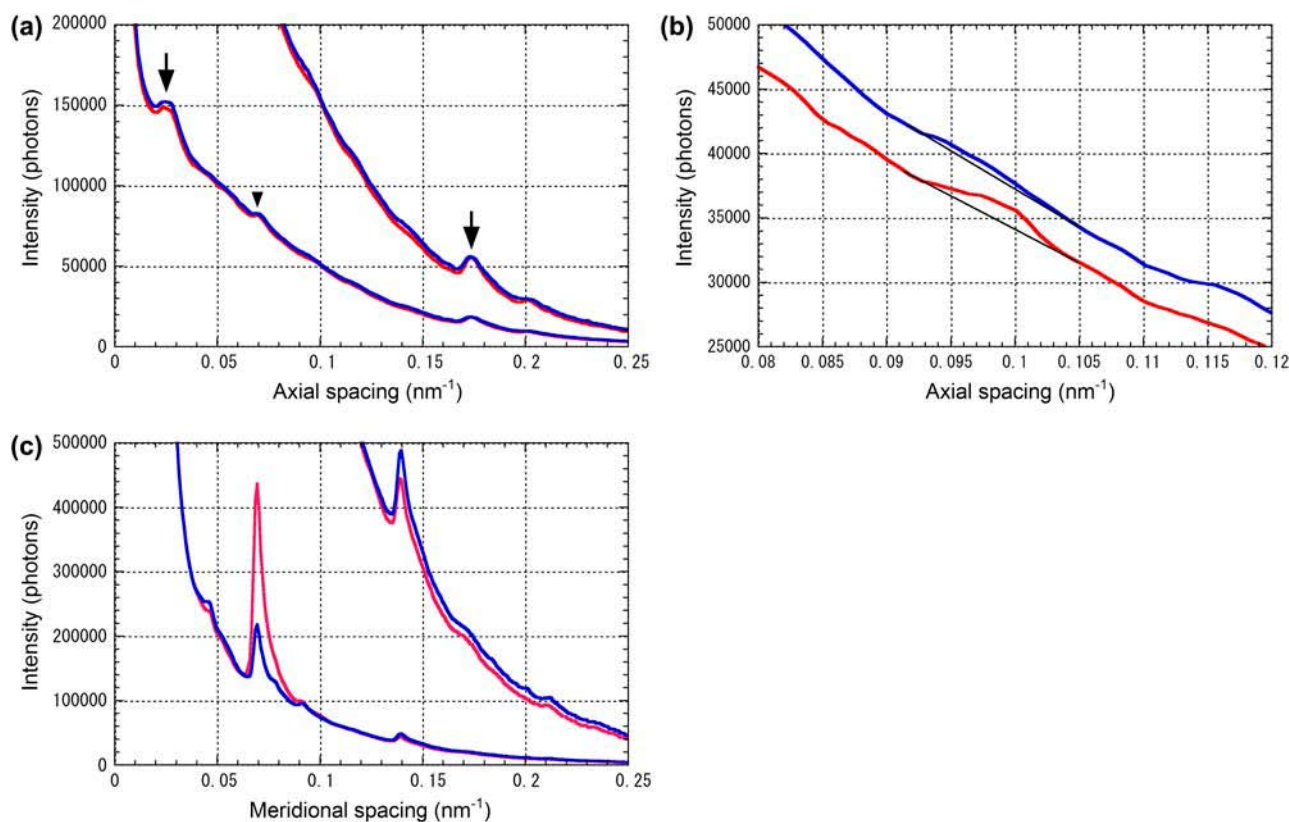 (a)
200000
150000
100000
50000
0
Intensity (photons)
0 0.05 0.1 0.15 0.2 0.25
Axial spacing (nm⁻¹)
(b)
50000
45000
40000
35000
30000
25000
Intensity (photons)
0.08 0.085 0.09 0.095 0.1 0.105 0.11 0.115 0.12
Axial spacing (nm⁻¹)
(c)
500000
400000
300000
200000
100000
0
Intensity (photons)
0 0.05 0.1 0.15 0.2 0.25
Meridional spacing (nm⁻¹)